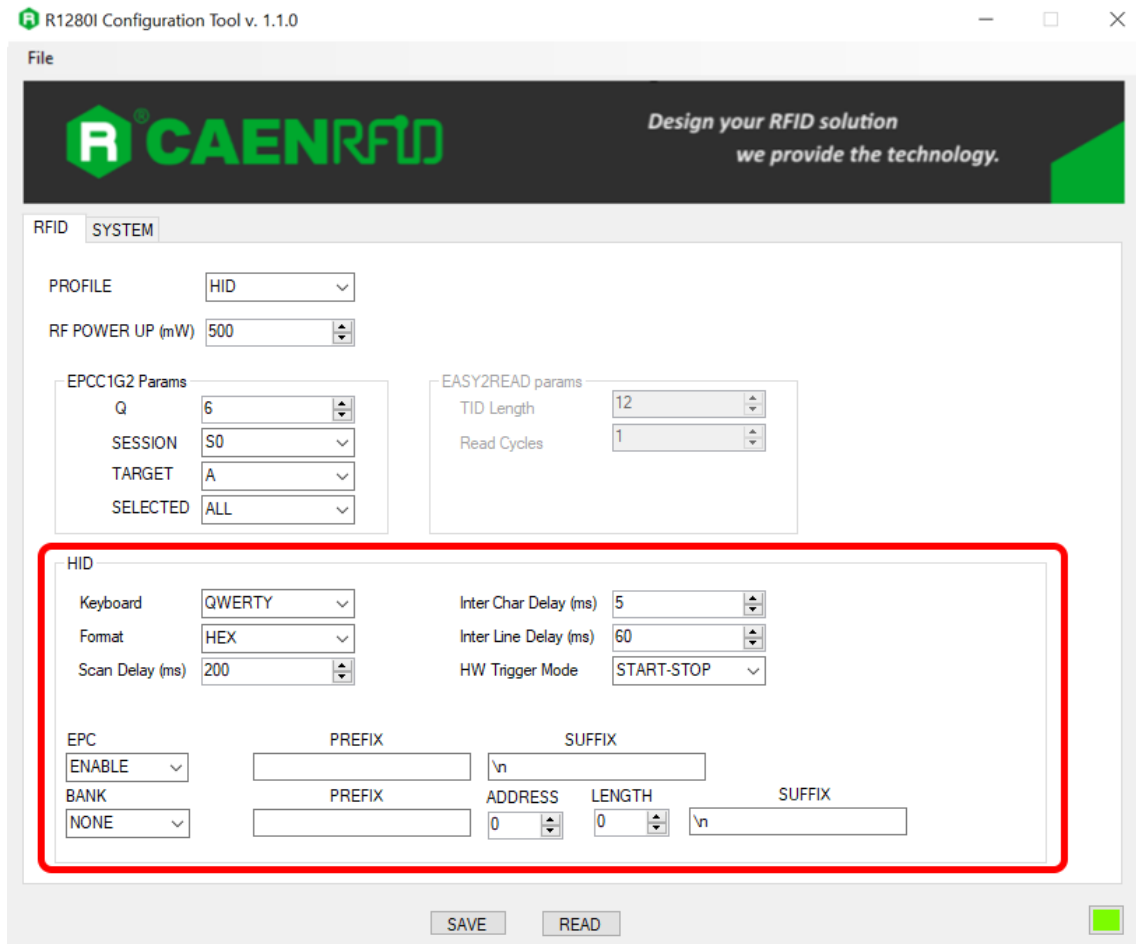 R1280I Configuration Tool v. 1.1.0
File
R®CAENRFID
Design your RFID solution
we provide the technology.
RFID SYSTEM
PROFILE HID
RF POWER UP (mW) 500
EPCC1G2 Params EASY2READ params
Q 6 TID Length 12
SESSION S0 Read Cycles 1
TARGET A
SELECTED ALL
HID
Keyboard QWERTY Inter Char Delay (ms) 5
Format HEX Inter Line Delay (ms) 60
Scan Delay (ms) 200 HW Trigger Mode START-STOP
EPC PREFIX SUFFIX
ENABLE \n
BANK PREFIX ADDRESS LENGTH SUFFIX
NONE 0 0 \n
SAVE READ